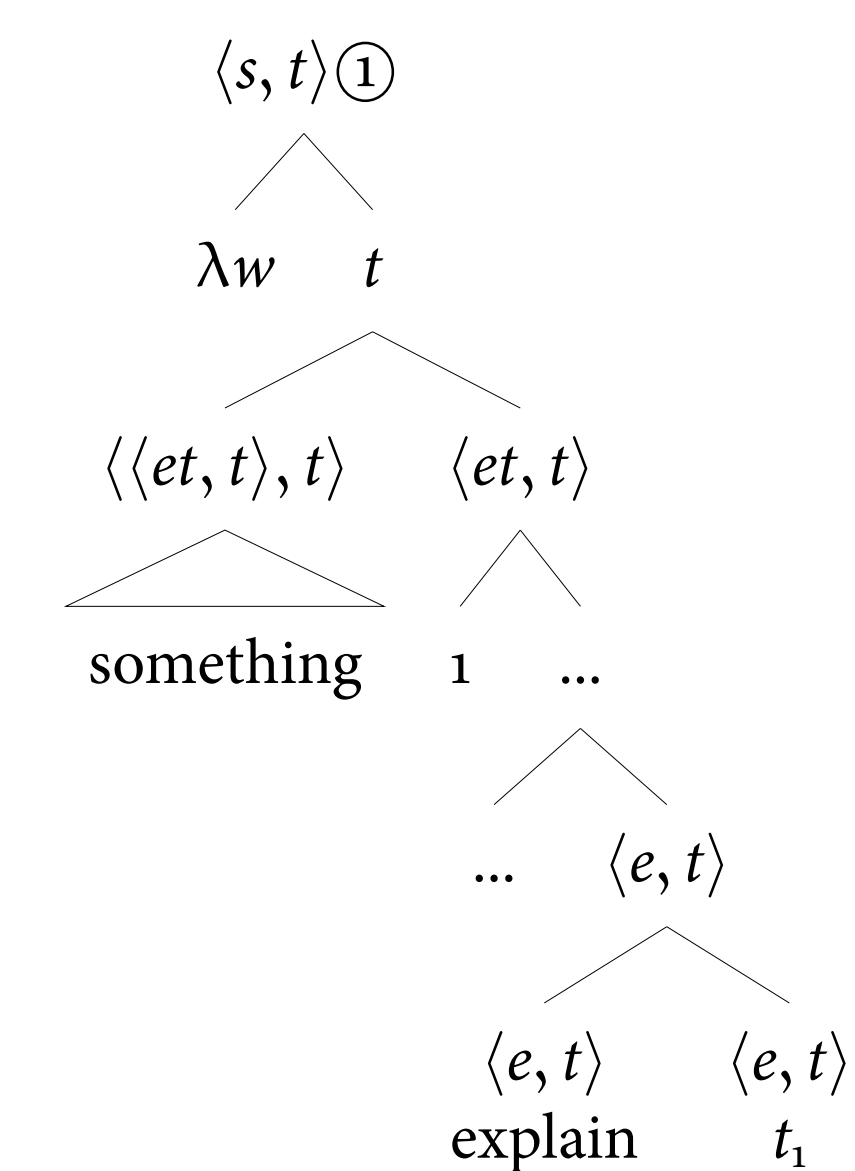 ⟨s, t⟩①
λw t
⟨⟨et, t⟩, t⟩ ⟨et, t⟩
something 1 ...
... ⟨e, t⟩
⟨e, t⟩ ⟨e, t⟩
explain t₁